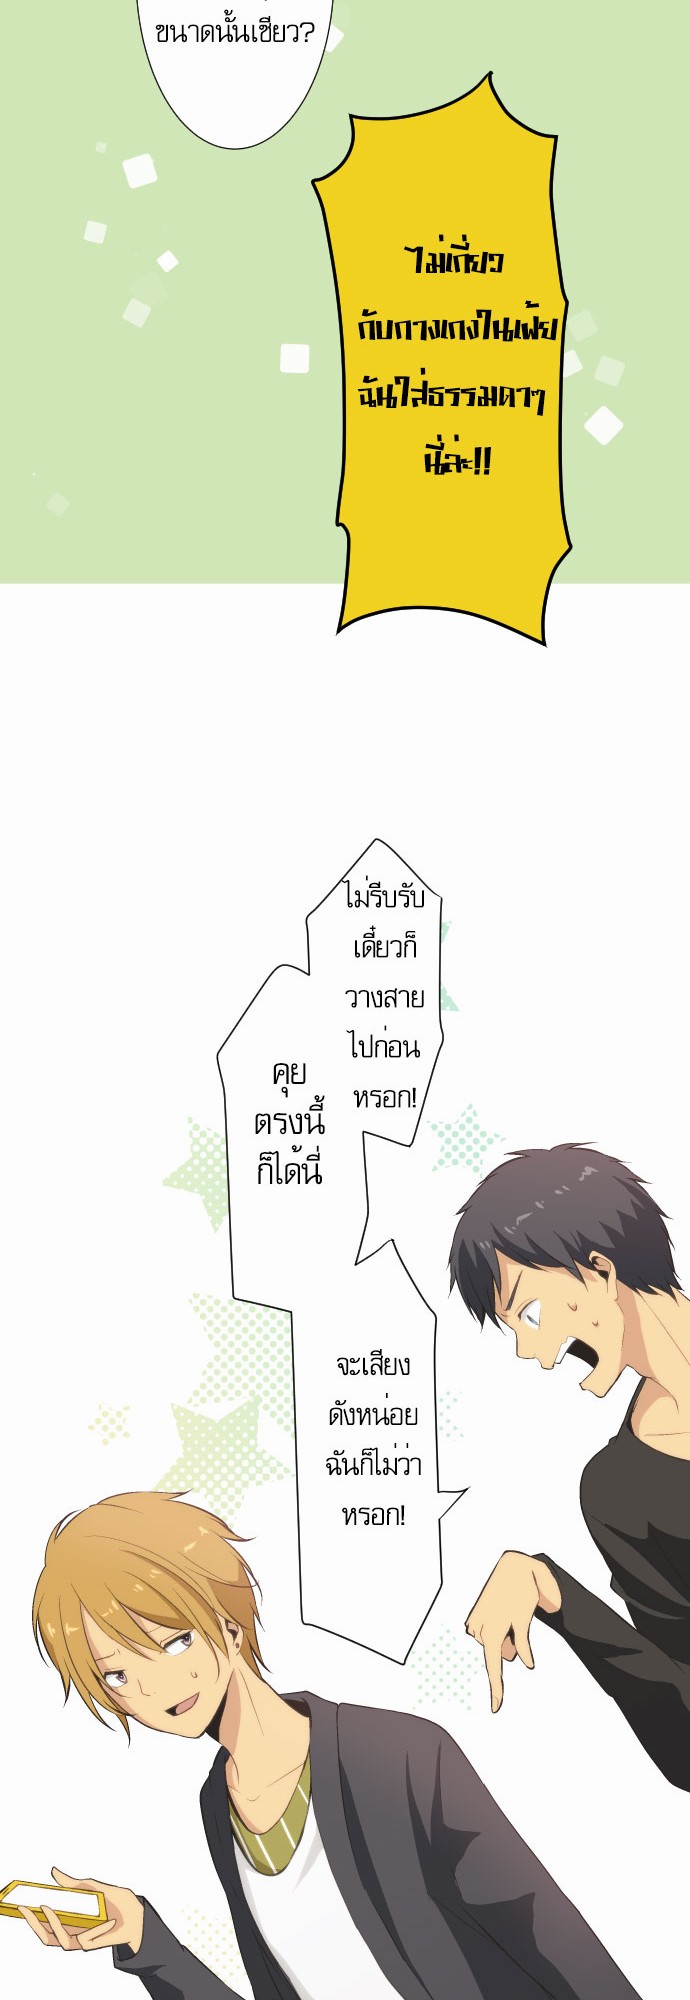 ขนาดนั้นเชียว?
ไม่เกี่ยว
กับกางเกงในเฟ้ย
ฉันใส่ธรรมดาๆ
นี่ล่ะ!!
ไม่รีบรับ
เดี๋ยวก็
วางสาย
ไปก่อน
หรอก!
คุย
ตรงนี้
ก็ได้นี่
จะเสียง
ดังหน่อย
ฉันก็ไม่ว่า
หรอก!